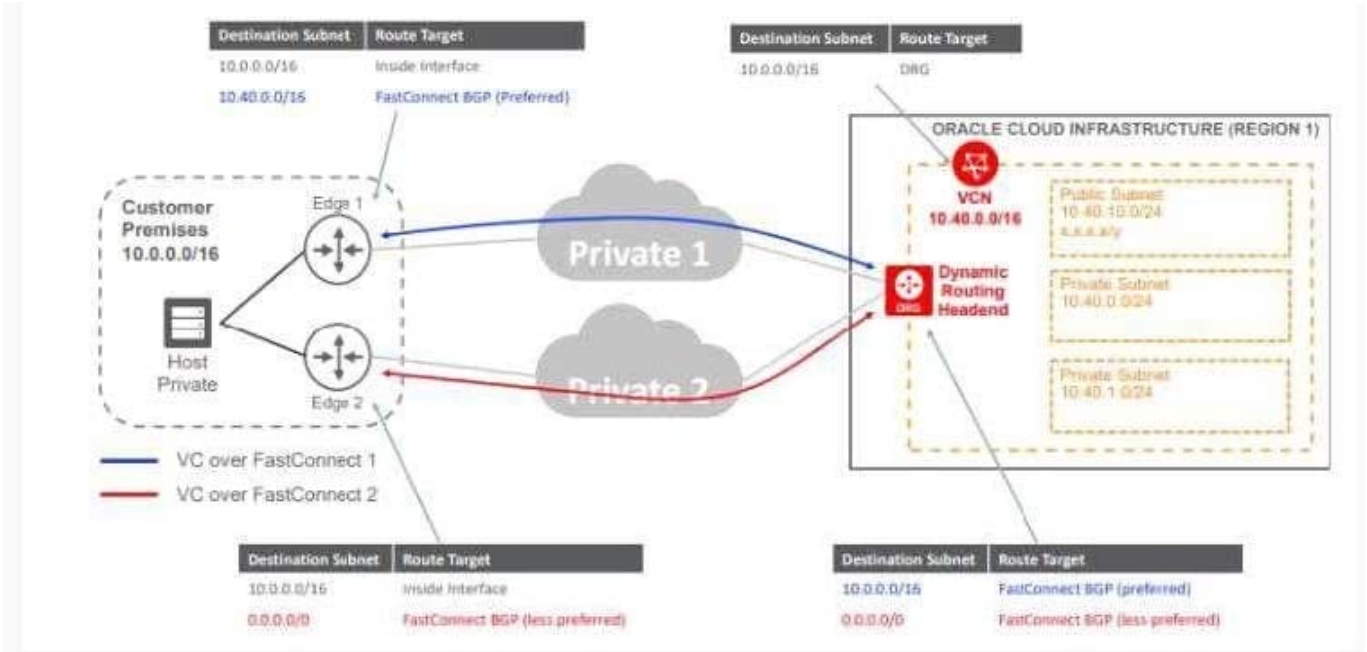 Destination Subnet Route Target
10.0.0.0/16 Inside Interface
10.40.0.0/16 FastConnect BGP (Preferred)
Destination Subnet Route Target
10.0.0.0/16 DRG
ORACLE CLOUD INFRASTRUCTURE (REGION 1)
Customer
Premises
10.0.0.0/16
Edge 1
Host
Private
Edge 2
Private 1
Private 2
VCN
10.40.0.0/16
DRG
Dynamic
Routing
Headend
Public Subnet
10.40.10.0/24
x.x.x.x/y
Private Subnet
10.40.0.0/24
Private Subnet
10.40.1.0/24
VC over FastConnect 1
VC over FastConnect 2
Destination Subnet Route Target
10.0.0.0/16 Inside Interface
0.0.0.0/0 FastConnect BGP (less preferred)
Destination Subnet Route Target
10.0.0.0/16 FastConnect BGP (preferred)
0.0.0.0/0 FastConnect BGP (less preferred)